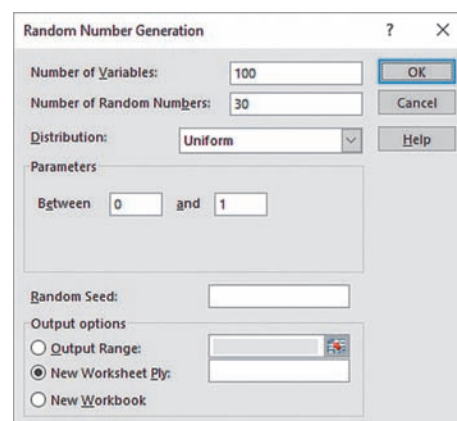 Random Number Generation ? ×
Number of Variables: 100 OK
Number of Random Numbers: 30 Cancel
Distribution: Uniform Help
Parameters
Between 0 and 1
Random Seed:
Output options
Output Range:
New Worksheet Ply:
New Workbook